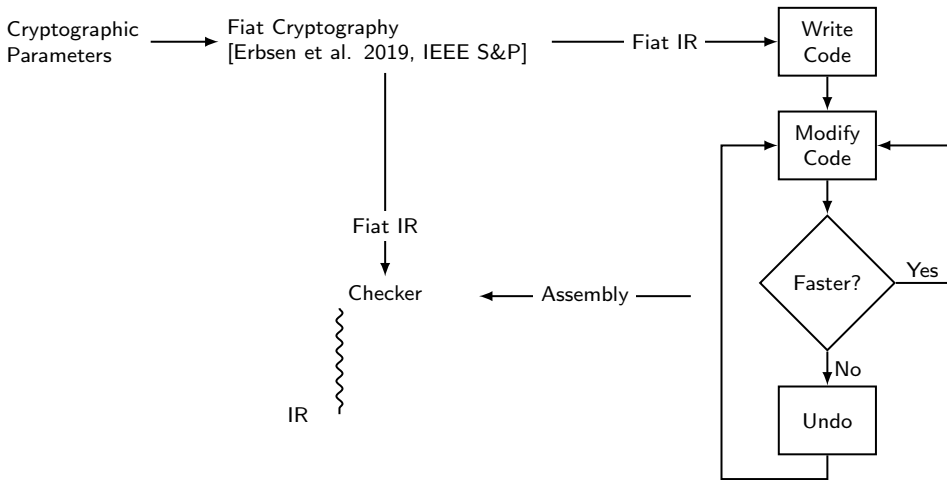 Cryptographic
Parameters
Fiat Cryptography
[Erbsen et al. 2019, IEEE S&P]
Fiat IR
Write
Code
Modify
Code
Fiat IR
Faster?
Yes
Checker
Assembly
No
IR
Undo